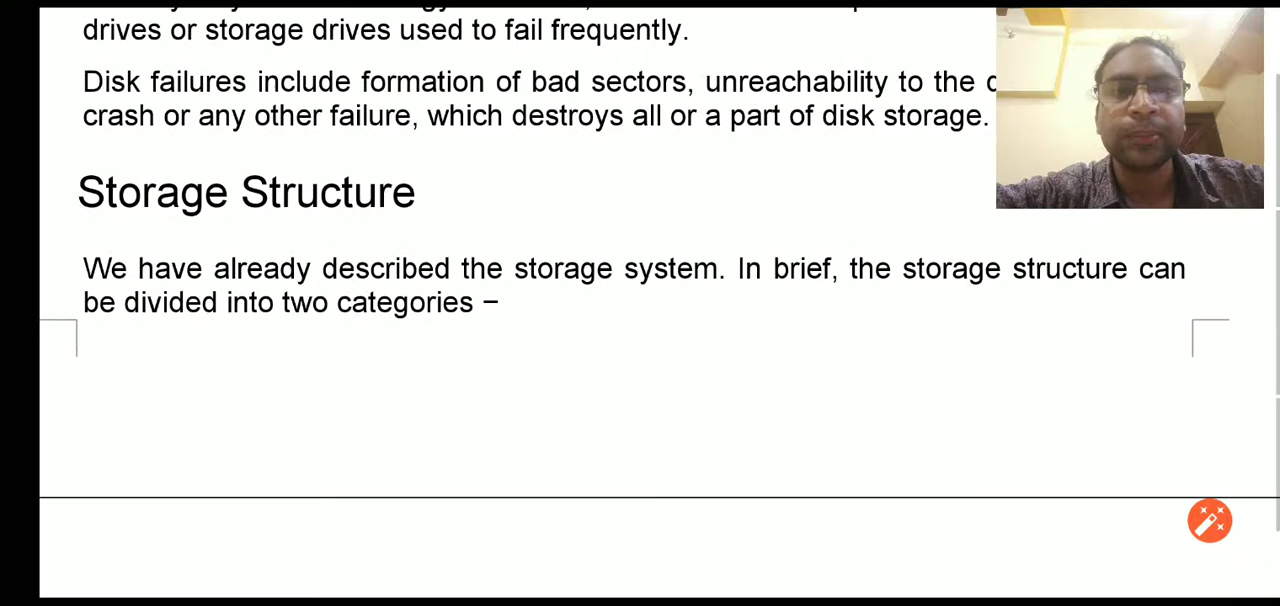 drives or storage drives used to fail frequently.
Disk failures include formation of bad sectors, unreachability to the
crash or any other failure, which destroys all or a part of disk storage.
Storage Structure
We have already described the storage system. In brief, the storage structure can
be divided into two categories −